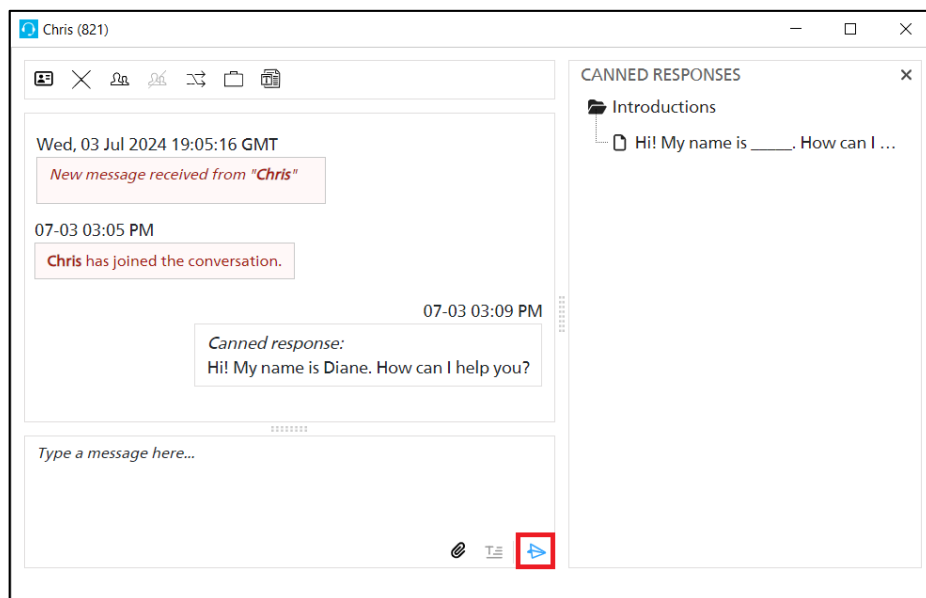 Chris (821)
CANNED RESPONSES
Introductions
Hi! My name is _____. How can I ...
Wed, 03 Jul 2024 19:05:16 GMT
New message received from "Chris"
07-03 03:05 PM
Chris has joined the conversation.
07-03 03:09 PM
Canned response:
Hi! My name is Diane. How can I help you?
Type a message here...